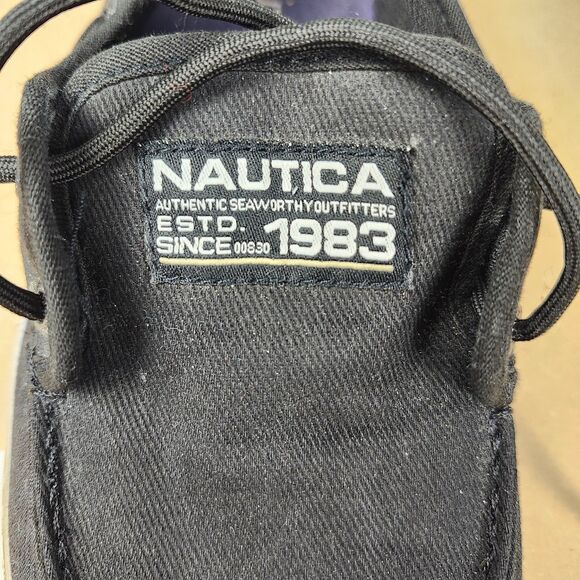 NAUTICA
AUTHENTIC SEAWORTHY OUTFITTERS
ESTD.
SINCE 00830 1983